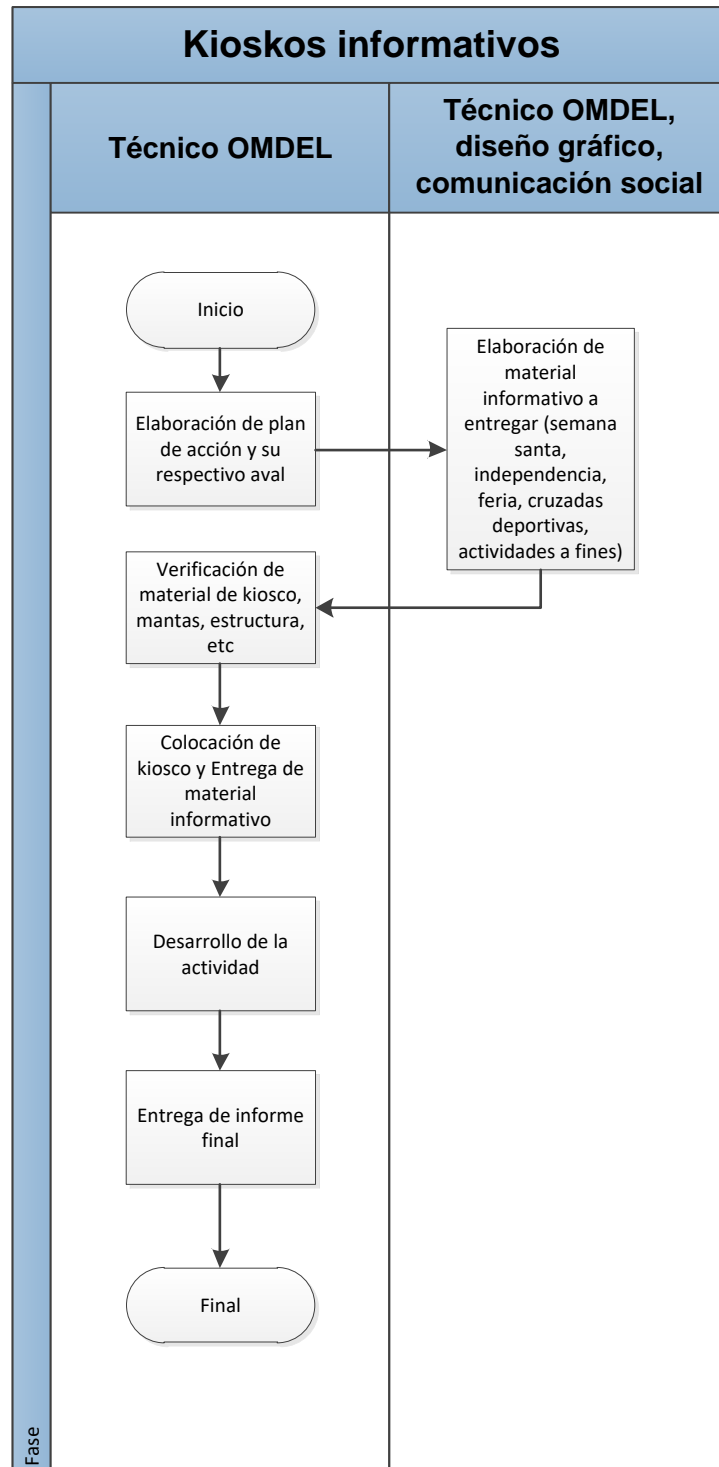 Kioskos informativos
Técnico OMDEL
Técnico OMDEL,
diseño gráfico,
comunicación social
Inicio
Elaboración de plan
de acción y su
respectivo aval
Elaboración de
material
informativo a
entregar (semana
santa,
independencia,
feria, cruzadas
deportivas,
actividades a fines)
Verificación de
material de kiosco,
mantas, estructura,
etc
Colocación de
kiosco y Entrega de
material
informativo
Desarrollo de la
actividad
Entrega de informe
final
Final
Fase